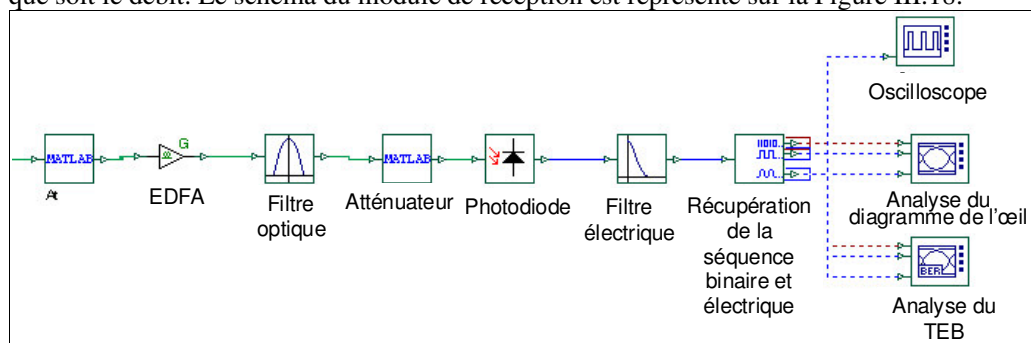 que soit le débit. Le schéma du module de réception est représenté sur la Figure III.18.
Oscilloscope
MATLAB
G
EDFA
Filtre
optique
MATLAB
Atténuateur
Photodiode
Filtre
électrique
Récupération
de la
séquence
binaire et
électrique
Analyse du
diagramme de l'œil
BER
Analyse du
TEB